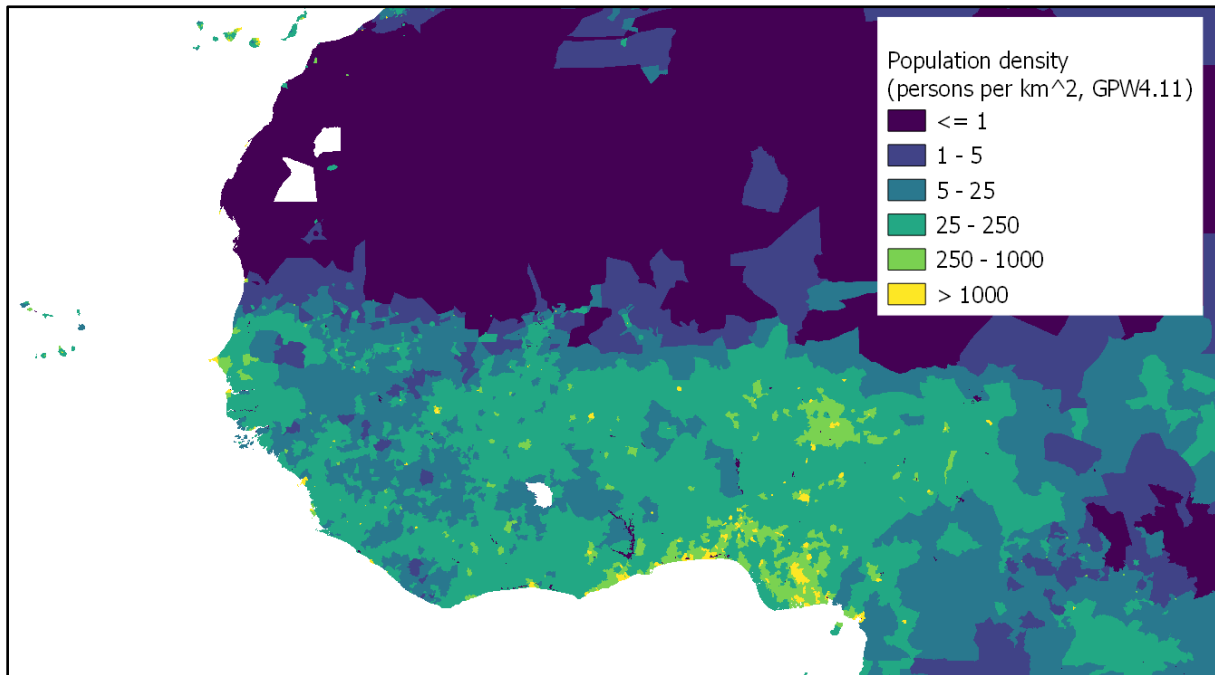 Population density
(persons per km^2, GPW4.11)
<= 1
1 - 5
5 - 25
25 - 250
250 - 1000
> 1000